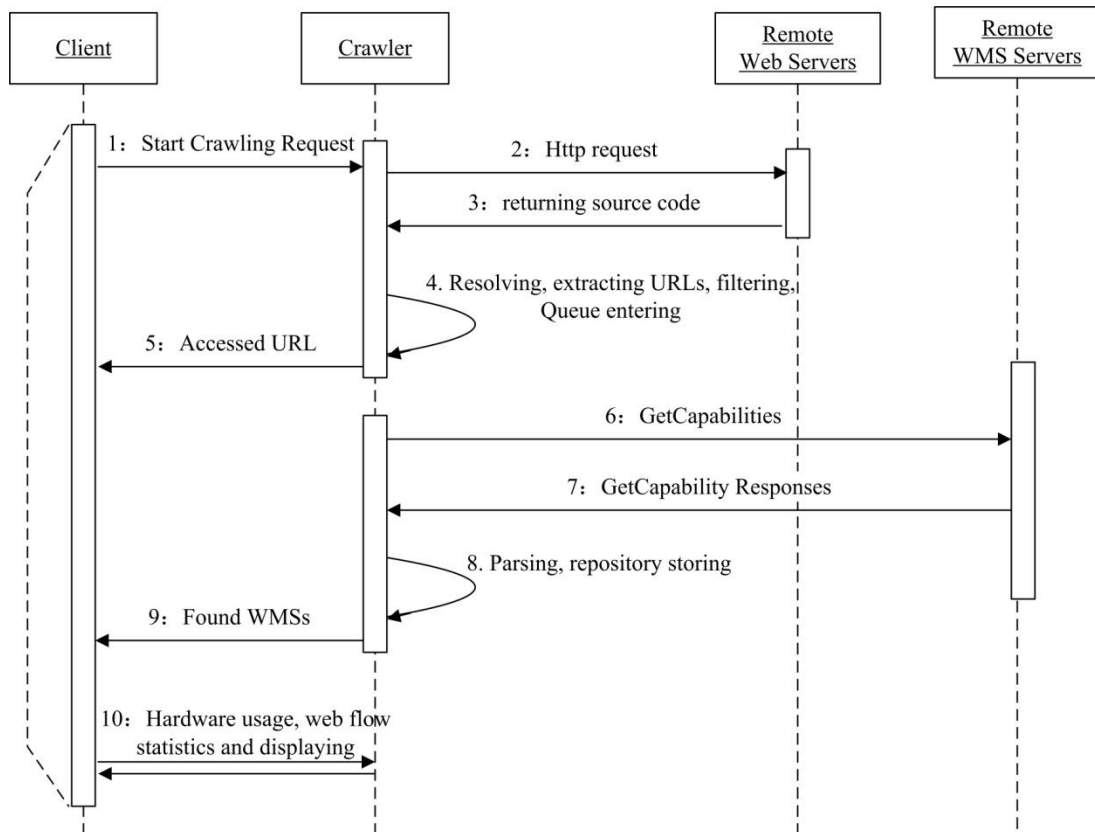 Client
Crawler
Remote
Web Servers
Remote
WMS Servers
1：Start Crawling Request
2：Http request
3：returning source code
4. Resolving, extracting URLs, filtering,
Queue entering
5：Accessed URL
6：GetCapabilities
7：GetCapability Responses
8. Parsing, repository storing
9：Found WMSs
10：Hardware usage, web flow
statistics and displaying